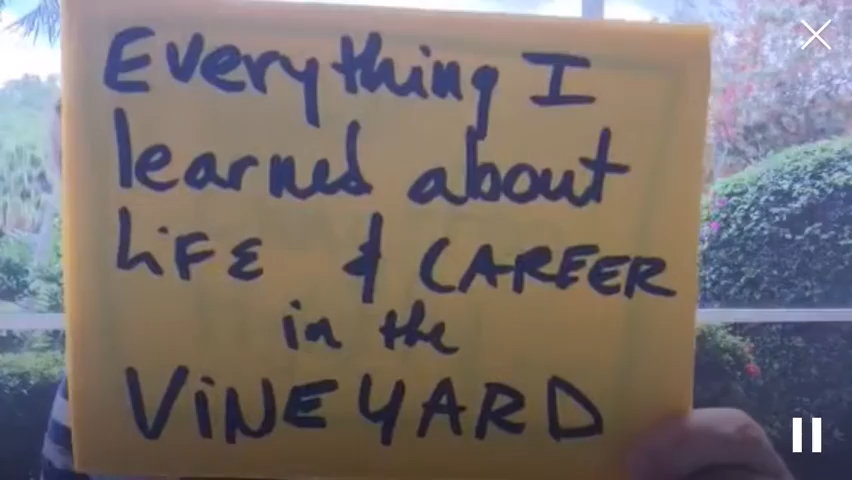 Everything I
learned about
LiFE & CAREER
in the
ViNEYARD